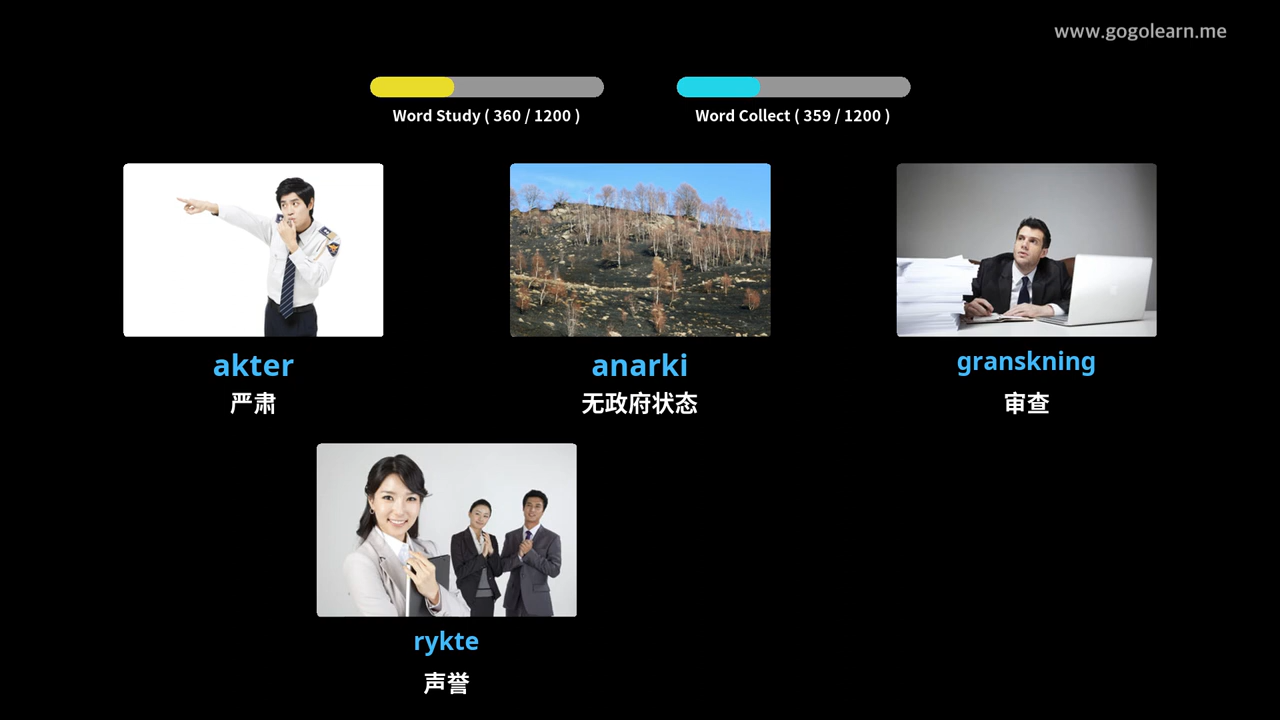 www.gogolearn.me
Word Study ( 360 / 1200 )
Word Collect ( 359 / 1200 )
akter
严肃
anarki
无政府状态
granskning
审查
rykte
声誉